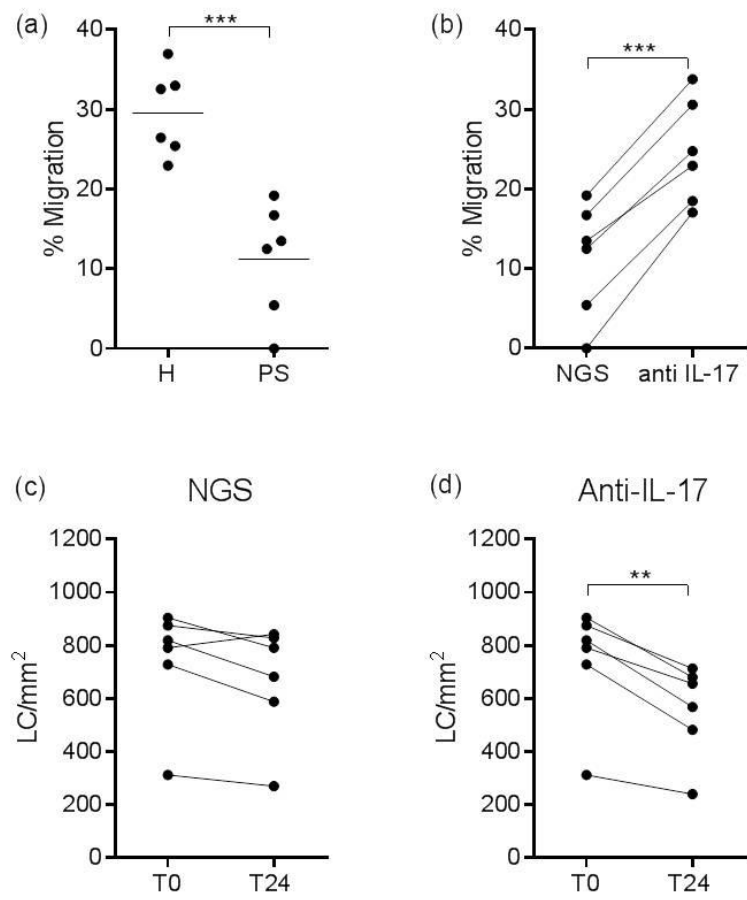 (a)
***
40
30
20
10
0
% Migration
H PS
(b)
***
40
30
20
10
0
% Migration
NGS anti IL-17
(c) NGS
1200
1000
800
600
400
200
0
LC/mm²
T0 T24
(d) Anti-IL-17
**
1200
1000
800
600
400
200
0
LC/mm²
T0 T24